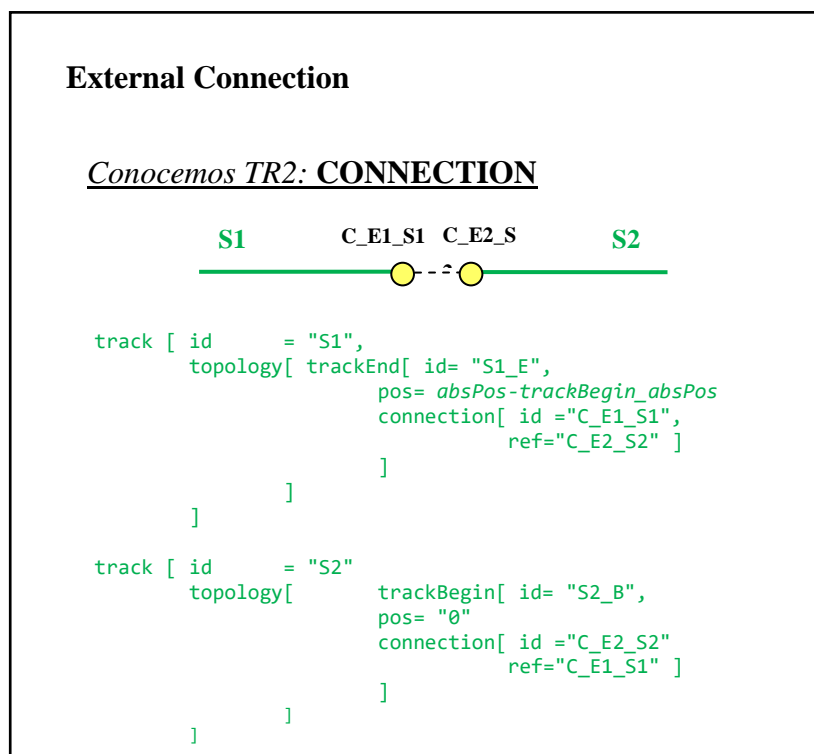 External Connection
Conocemos TR2: CONNECTION
S1 C_E1_S1 C_E2_S S2
track [ id = "S1",
topology[ trackEnd[ id= "S1_E",
pos= absPos-trackBegin_absPos
connection[ id ="C_E1_S1",
ref="C_E2_S2" ]
]
]
]
track [ id = "S2"
topology[ trackBegin[ id= "S2_B",
pos= "0"
connection[ id ="C_E2_S2"
ref="C_E1_S1" ]
]
]
]